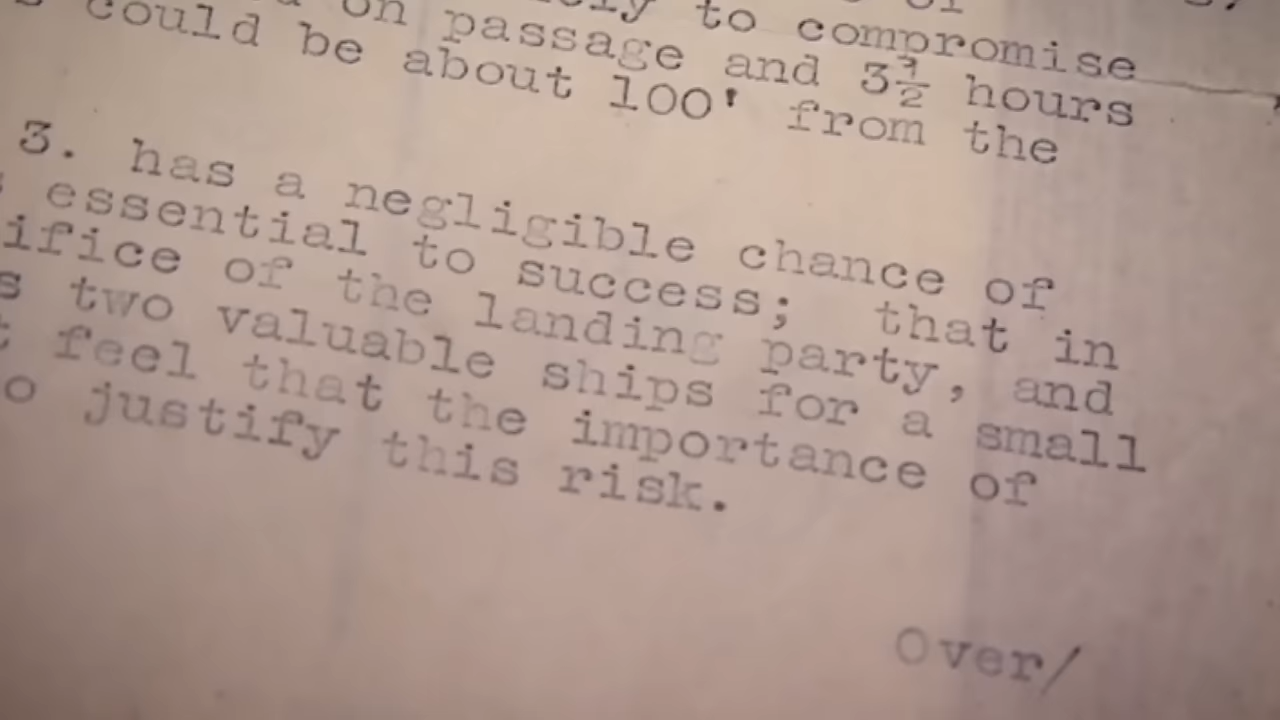 to compromise
on passage and 3½ hours
could be about 100' from the
3. has a negligible chance of
essential to success; that in
ifice of the landing party, and
s two valuable ships for a small
t feel that the importance of
o justify this risk.
Over/